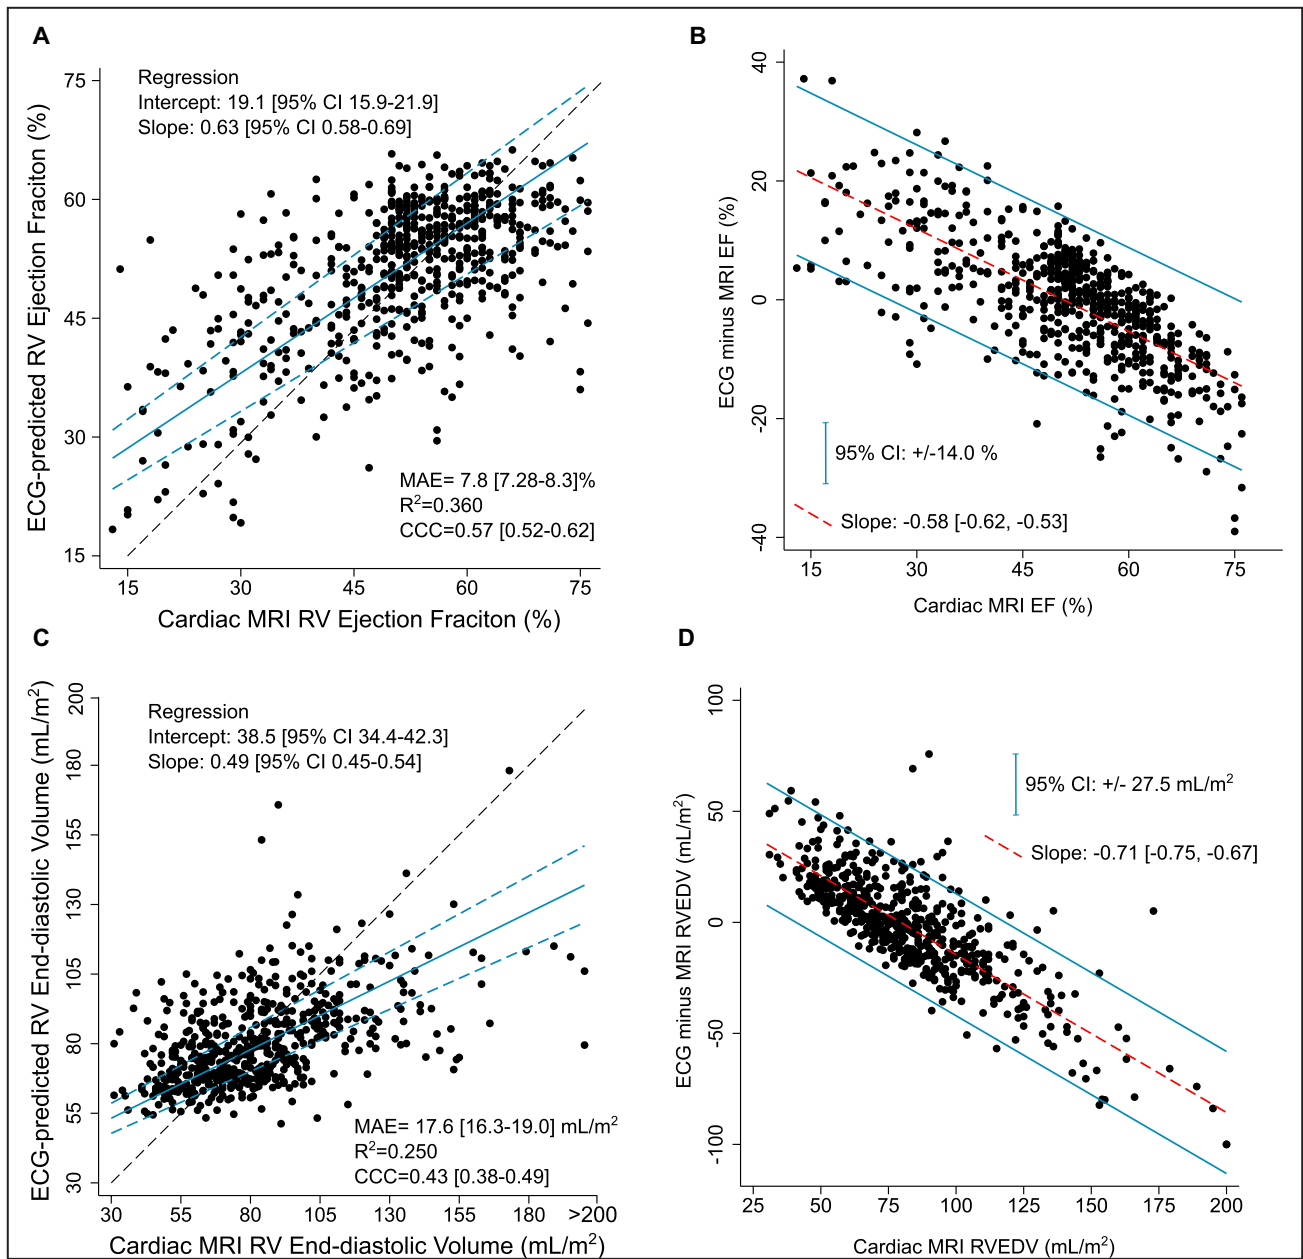 A
Regression
Intercept: 19.1 [95% CI 15.9-21.9]
Slope: 0.63 [95% CI 0.58-0.69]
75
60
45
30
15
ECG-predicted RV Ejection Fraction (%)
MAE= 7.8 [7.28-8.3]%
R²=0.360
CCC=0.57 [0.52-0.62]
15 30 45 60 75
Cardiac MRI RV Ejection Fraciton (%)
B
40
20
0
-20
-40
ECG minus MRI EF (%)
95% CI: +/-14.0 %
Slope: -0.58 [-0.62, -0.53]
15 30 45 60 75
Cardiac MRI EF (%)
C
Regression
Intercept: 38.5 [95% CI 34.4-42.3]
Slope: 0.49 [95% CI 0.45-0.54]
200
180
155
130
105
80
55
30
ECG-predicted RV End-diastolic Volume (mL/m²)
MAE= 17.6 [16.3-19.0] mL/m²
R²=0.250
CCC=0.43 [0.38-0.49]
30 55 80 105 130 155 180 >200
Cardiac MRI RV End-diastolic Volume (mL/m²)
D
100
50
0
-50
-100
ECG minus MRI RVEDV (mL/m²)
95% CI: +/- 27.5 mL/m²
Slope: -0.71 [-0.75, -0.67]
25 50 75 100 125 150 175 200
Cardiac MRI RVEDV (mL/m²)